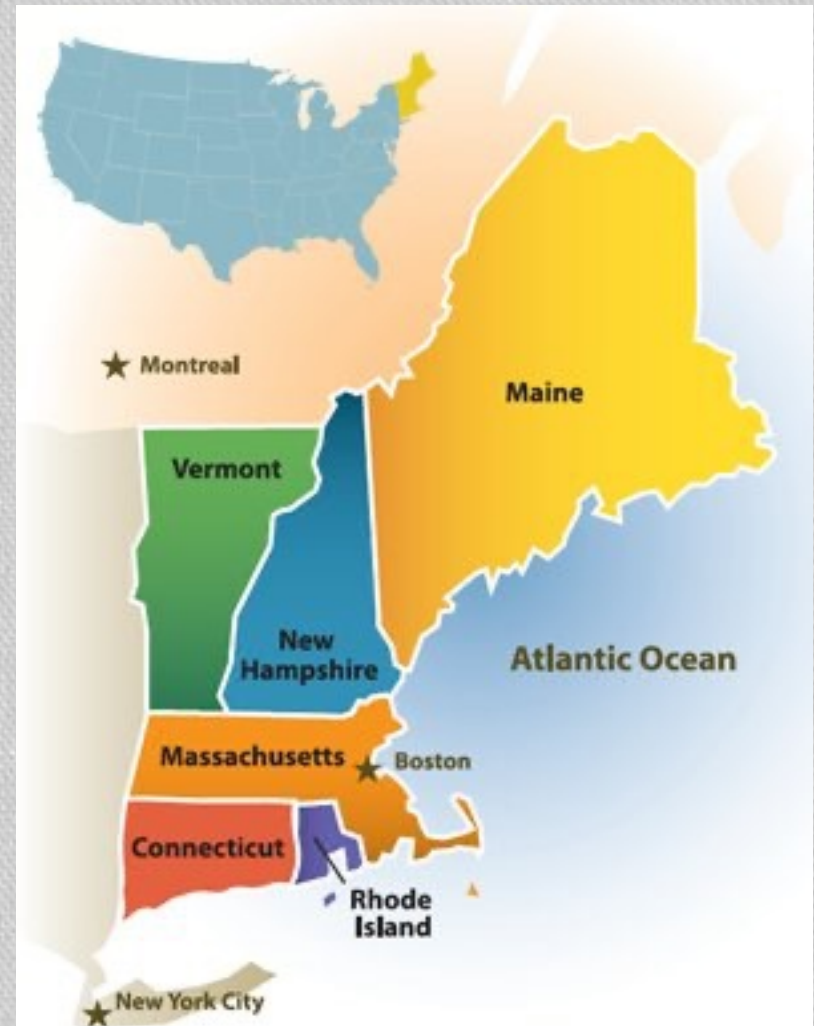 Montreal
Maine
Vermont
New
Hampshire
Atlantic Ocean
Massachusetts
Boston
Connecticut
Rhode
Island
New York City